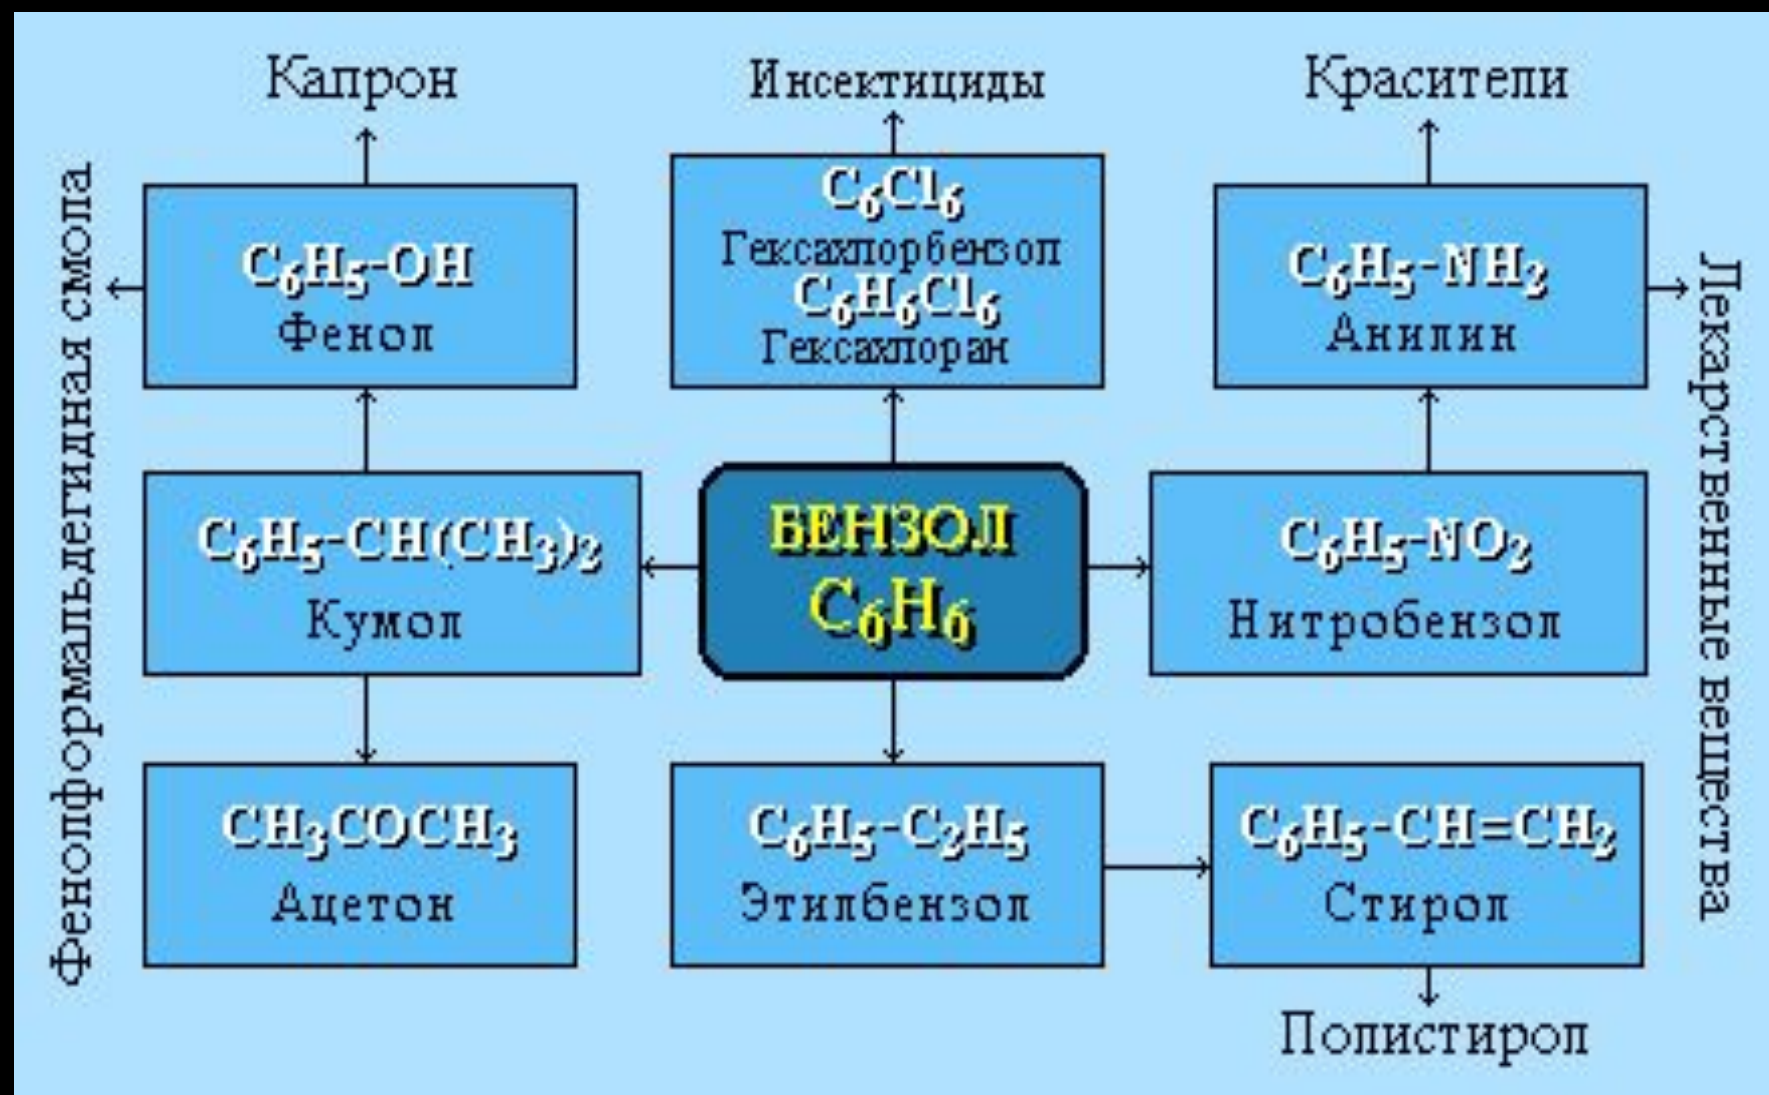 Капрон
Инсектициды
Красители
Фенолформальдегидная смола
C₆H₅-OH
Фенол
C₆Cl₆
Гексахлорбензол
C₆H₆Cl₆
Гексахлоран
C₆H₅-NH₂
Анилин
Лекарственные вещества
C₆H₅-CH(CH₃)₂
Кумол
БЕНЗОЛ
C₆H₆
C₆H₅-NO₂
Нитробензол
CH₃COCH₃
Ацетон
C₆H₅-C₂H₅
Этилбензол
C₆H₅-CH=CH₂
Стирол
Полистирол